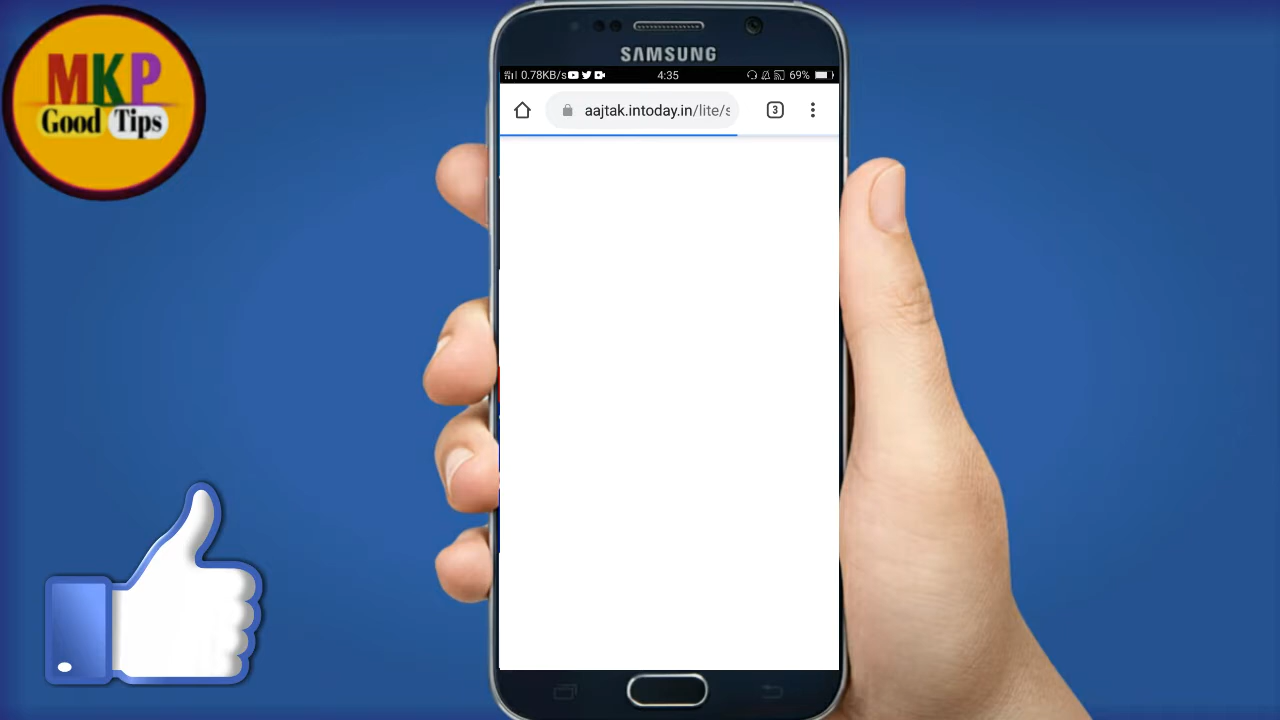 MKP
Good Tips
SAMSUNG
0.78KB/s 4:35 69%
aajtak.intoday.in/lite/s 3